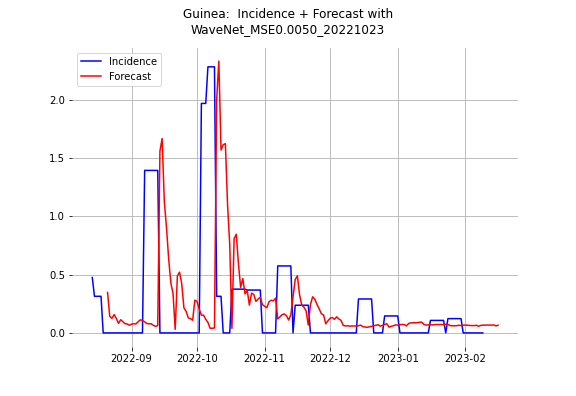 Guinea:  Incidence + Forecast with
WaveNet_MSE0.0050_20221023
Incidence
Forecast
2.0
1.5
1.0
0.5
0.0
2022-09 2022-10 2022-11 2022-12 2023-01 2023-02